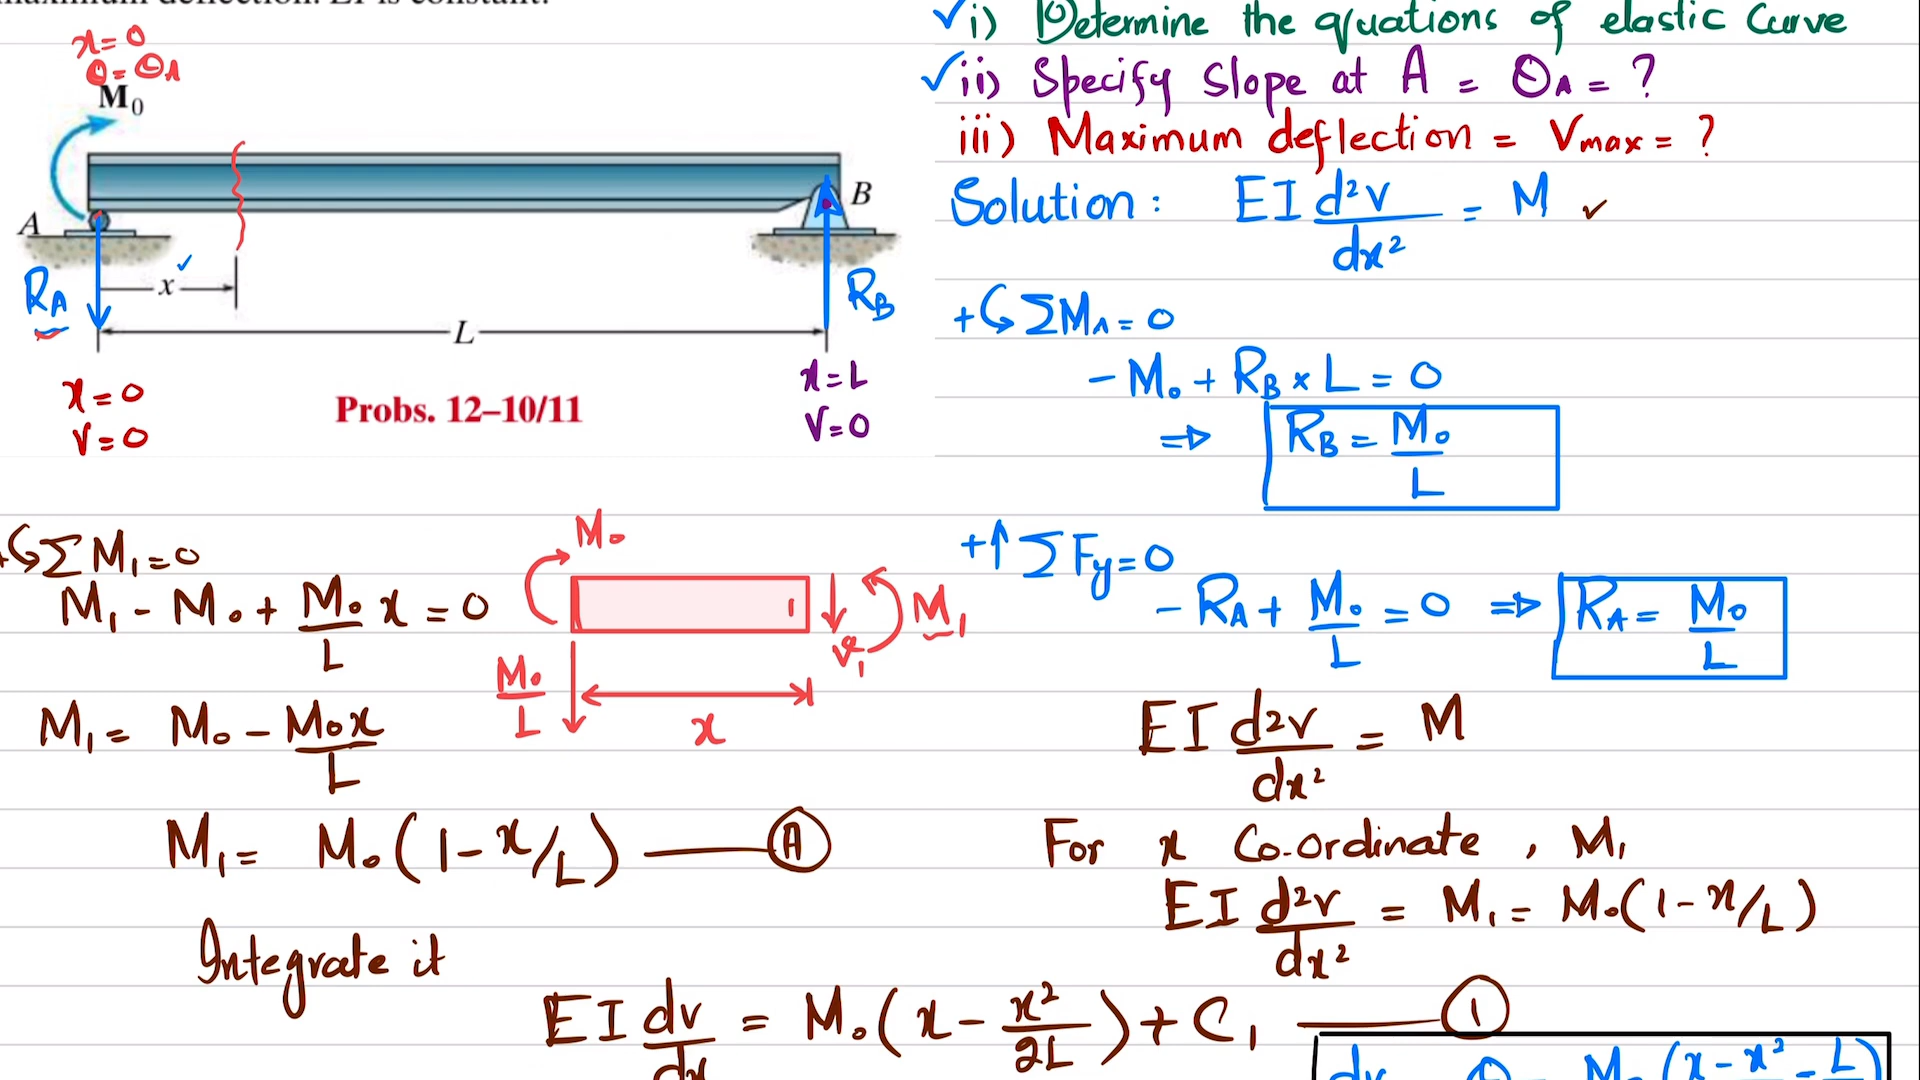 maximum deflection. EI is constant.
x=0
θ=θA
M0
A
B
RA
x
RB
L
x=0
v=0
x=L
v=0
Probs. 12–10/11
i) Determine the quations of elastic curve
ii) Specify Slope at A = θA = ?
iii) Maximum deflection = Vmax = ?
Solution: EI d²v/dx² = M
+ ΣMA = 0
-M0 + RB × L = 0
⇒ RB = M0/L
+↑ ΣFy = 0
-RA + M0/L = 0 ⇒ RA = M0/L
+ ΣM1 = 0
M1 - M0 + M0/L x = 0
M1 = M0 - M0x/L
M1 = M0(1 - x/L) — A
M0
1
v1
M1
M0/L
x
EI d²v/dx² = M
For x Co-ordinate, M1
EI d²v/dx² = M1 = M0(1 - x/L)
Integrate it
EI dv/dx = M0(x - x²/2L) + C1 — 1